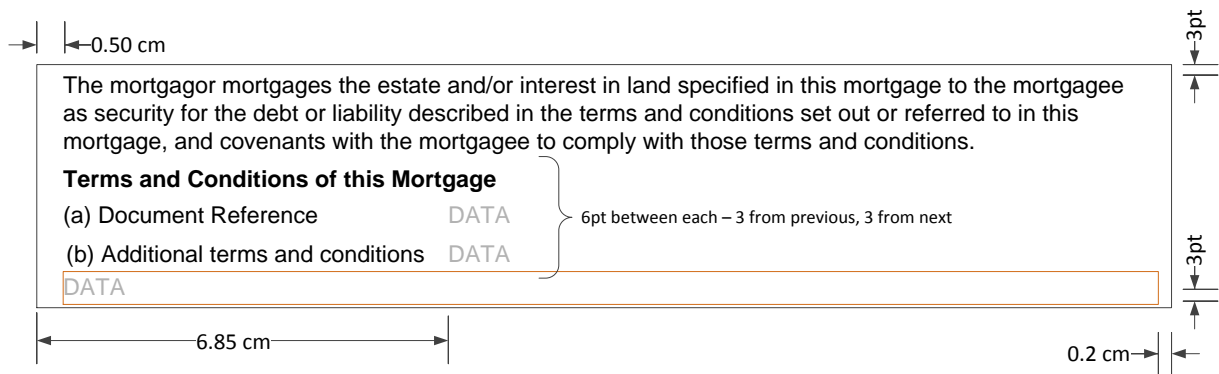 3pt
0.50 cm
The mortgagor mortgages the estate and/or interest in land specified in this mortgage to the mortgagee
as security for the debt or liability described in the terms and conditions set out or referred to in this
mortgage, and covenants with the mortgagee to comply with those terms and conditions.
Terms and Conditions of this Mortgage
(a) Document Reference DATA
6pt between each – 3 from previous, 3 from next
(b) Additional terms and conditions DATA
3pt
DATA
6.85 cm
0.2 cm